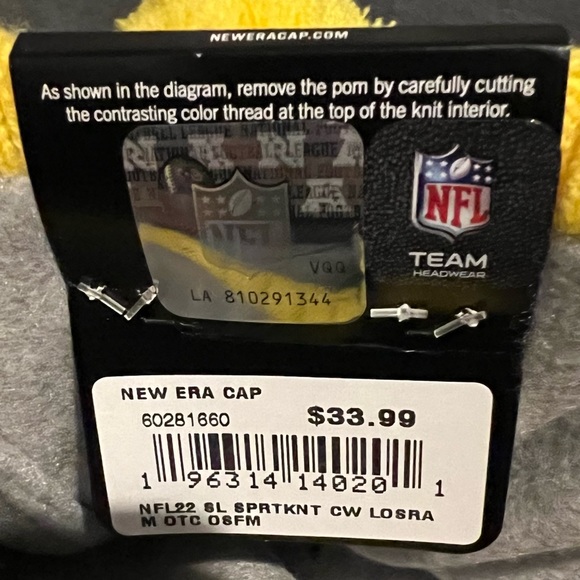 NEWERACAP.COM
As shown in the diagram, remove the pom by carefully cutting
the contrasting color thread at the top of the knit interior.
NFL
VQQ
LA 810291344
NFL
TEAM
HEADWEAR
NEW ERA CAP
60281660 $33.99
1 96314 14020 1
NFL22 SL SPRTKNT CW LOSRA
M OTC OSFM